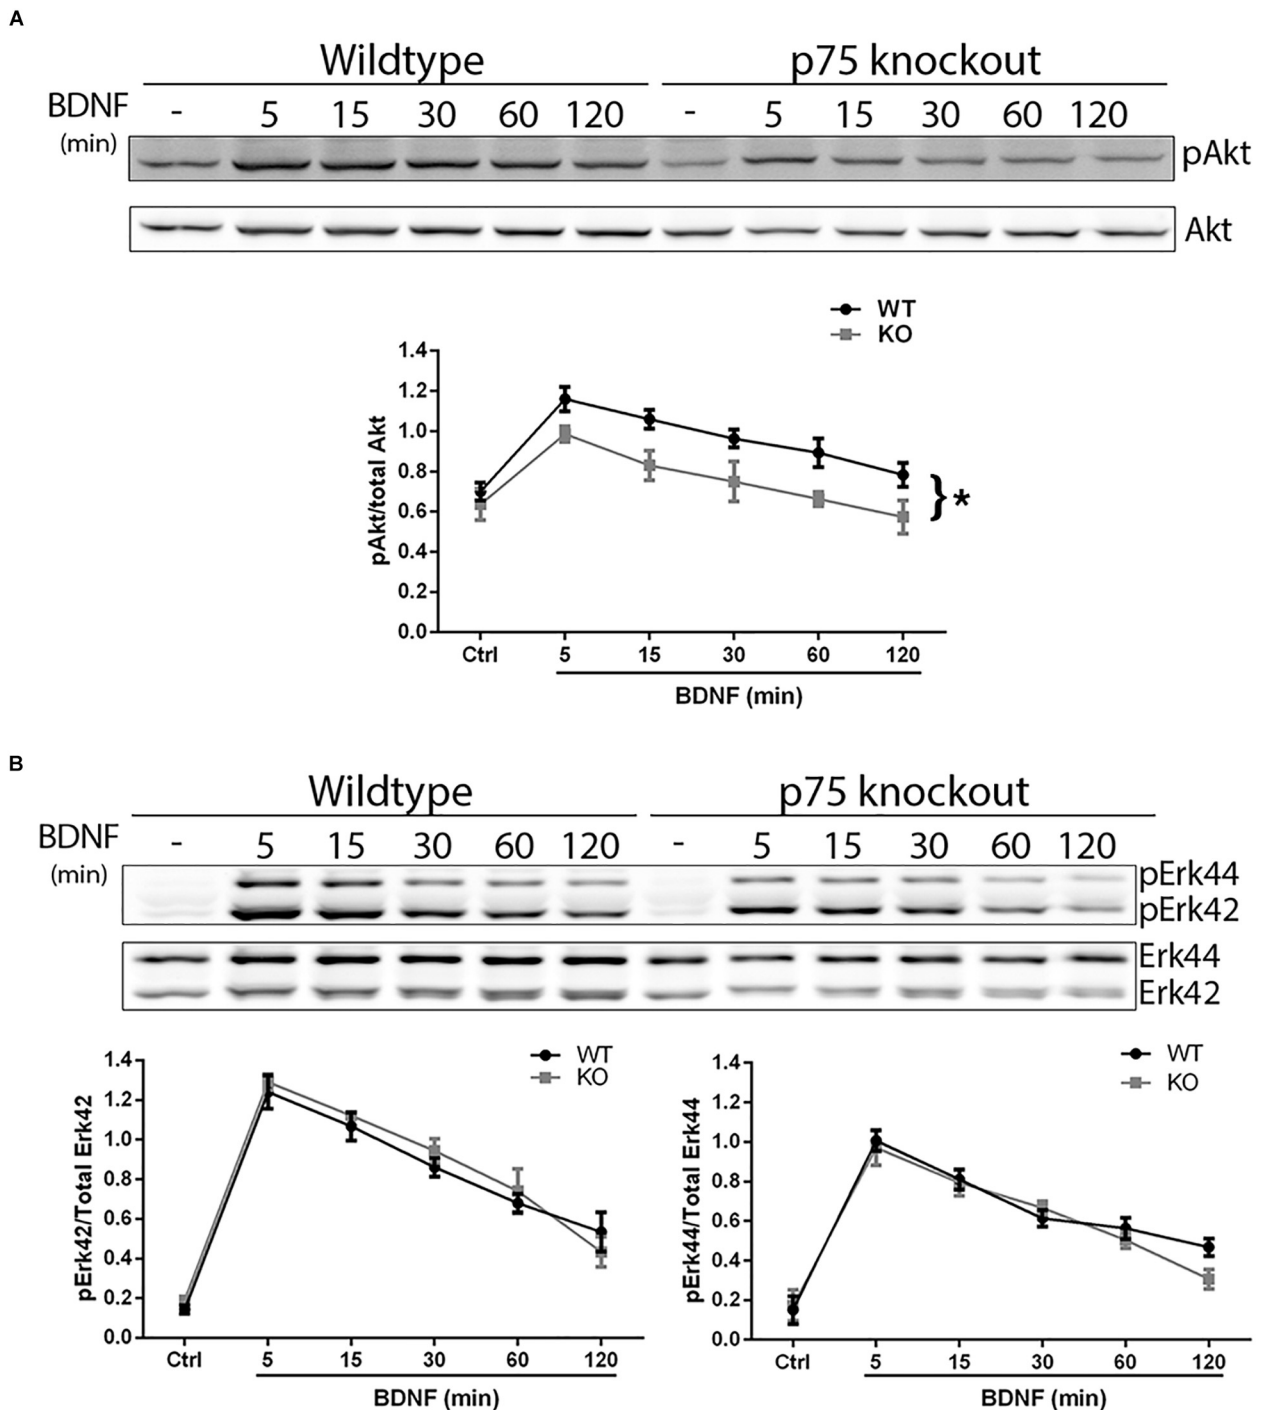 A
Wildtype p75 knockout
BDNF - 5 15 30 60 120 - 5 15 30 60 120
(min)
pAkt
Akt
WT
KO
1.4
1.2
1.0
0.8
0.6
0.4
0.2
0.0
pAkt/total Akt
*
Ctrl 5 15 30 60 120
BDNF (min)
B
Wildtype p75 knockout
BDNF - 5 15 30 60 120 - 5 15 30 60 120
(min)
pErk44
pErk42
Erk44
Erk42
WT
KO
1.4
1.2
1.0
0.8
0.6
0.4
0.2
0.0
pErk42/Total Erk42
Ctrl 5 15 30 60 120
BDNF (min)
WT
KO
1.4
1.2
1.0
0.8
0.6
0.4
0.2
0.0
pErk44/Total Erk44
Ctrl 5 15 30 60 120
BDNF (min)